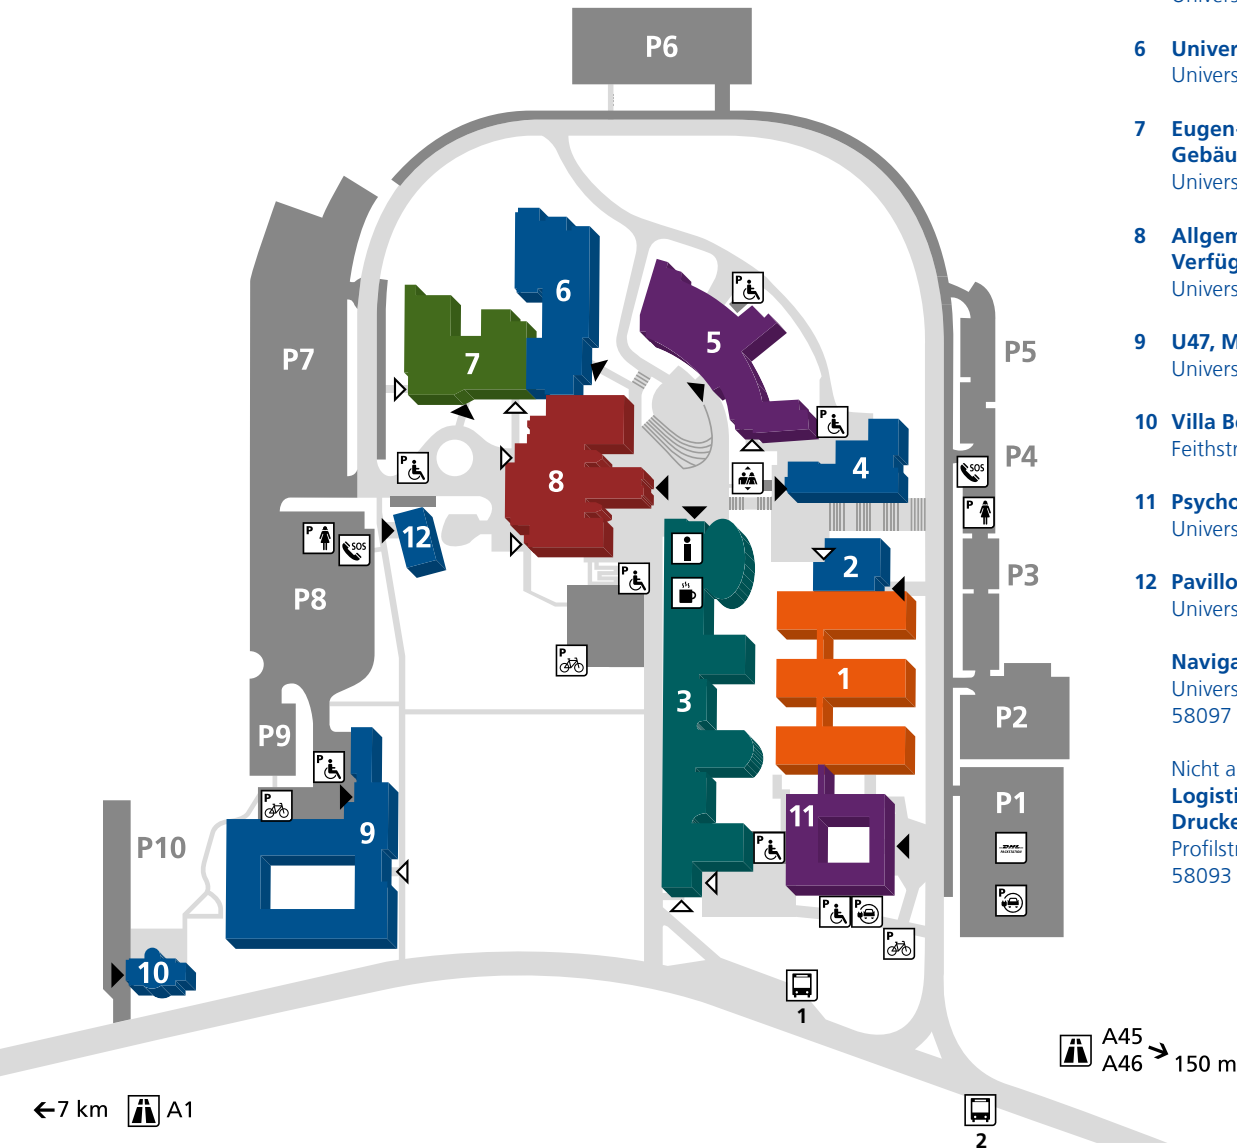 P6
6
7
5
P7
8
4
12
P5
P4
P3
P
P
P
P
SOS
SOS
P
P
P8
P
P
2
1
3
P2
P9
P
P
9
11
P1
P10
P
P
P
P
P
10
1
2
←7 km A1
A45
A46
150 m
6 Univer
Univers
7 Eugen-
Gebäu
Univers
8 Allgem
Verfüg
Univers
9 U47, M
Univers
10 Villa Be
Feithstr
11 Psycho
Univers
12 Pavillo
Univers
Naviga
Univers
58097
Nicht a
Logisti
Drucke
Profilstr
58093